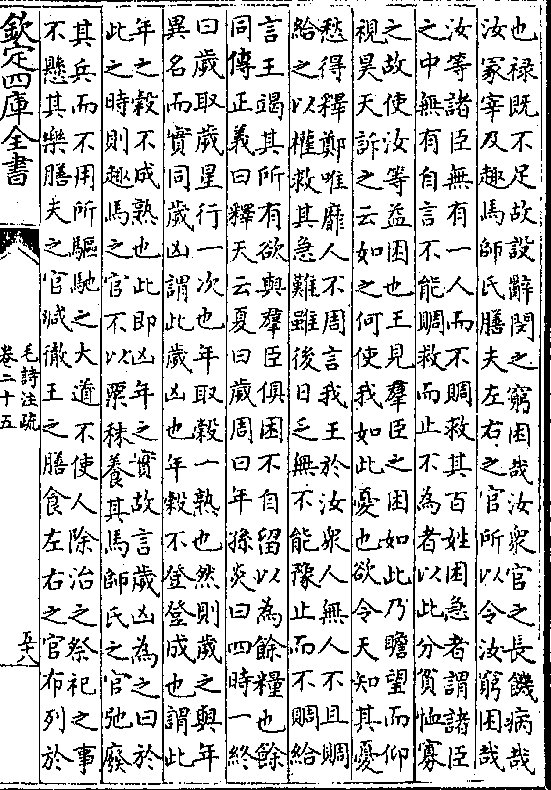 也禄既不足故設辭閔之窮困哉汝衆官之長饑病哉
汝冢宰及趣馬師氏膳夫左右之官所以令汝窮困哉
汝等諸臣無有一人而不賙救其百姓困急者謂諸臣
之中無有自言不能賙救而止不為者以此分貧恤寡
之故使汝等益困也王見羣臣之困如此乃瞻望而仰
視昊天訴之云如之何使我如此憂也欲令天知其憂
愁得釋鄭唯靡人不周言我王於汝衆人無人不且賙
給之以權救其急難雖後日乏無不能豫止而不賙給
言王竭其所有欲與羣臣俱困不自留以為餘糧也餘
同傳正義曰釋天云夏曰歲周曰年孫炎曰四時一終
曰歲取歲星行一次也年取榖一熟也然則歲之與年
異名而實同歲凶謂此歲凶也年榖不登登成也謂此
年之榖不成熟也此即凶年之實故言歲凶為之曰於
此之時則趣馬之官不以粟秣養其馬師氏之官弛廢
其兵而不用所驅馳之大道不使人除治之祭祀之事
不懸其樂膳夫之官減徹王之膳食左右之官布列於
欽定四庫全書
毛詩注疏
卷二十五
五十八